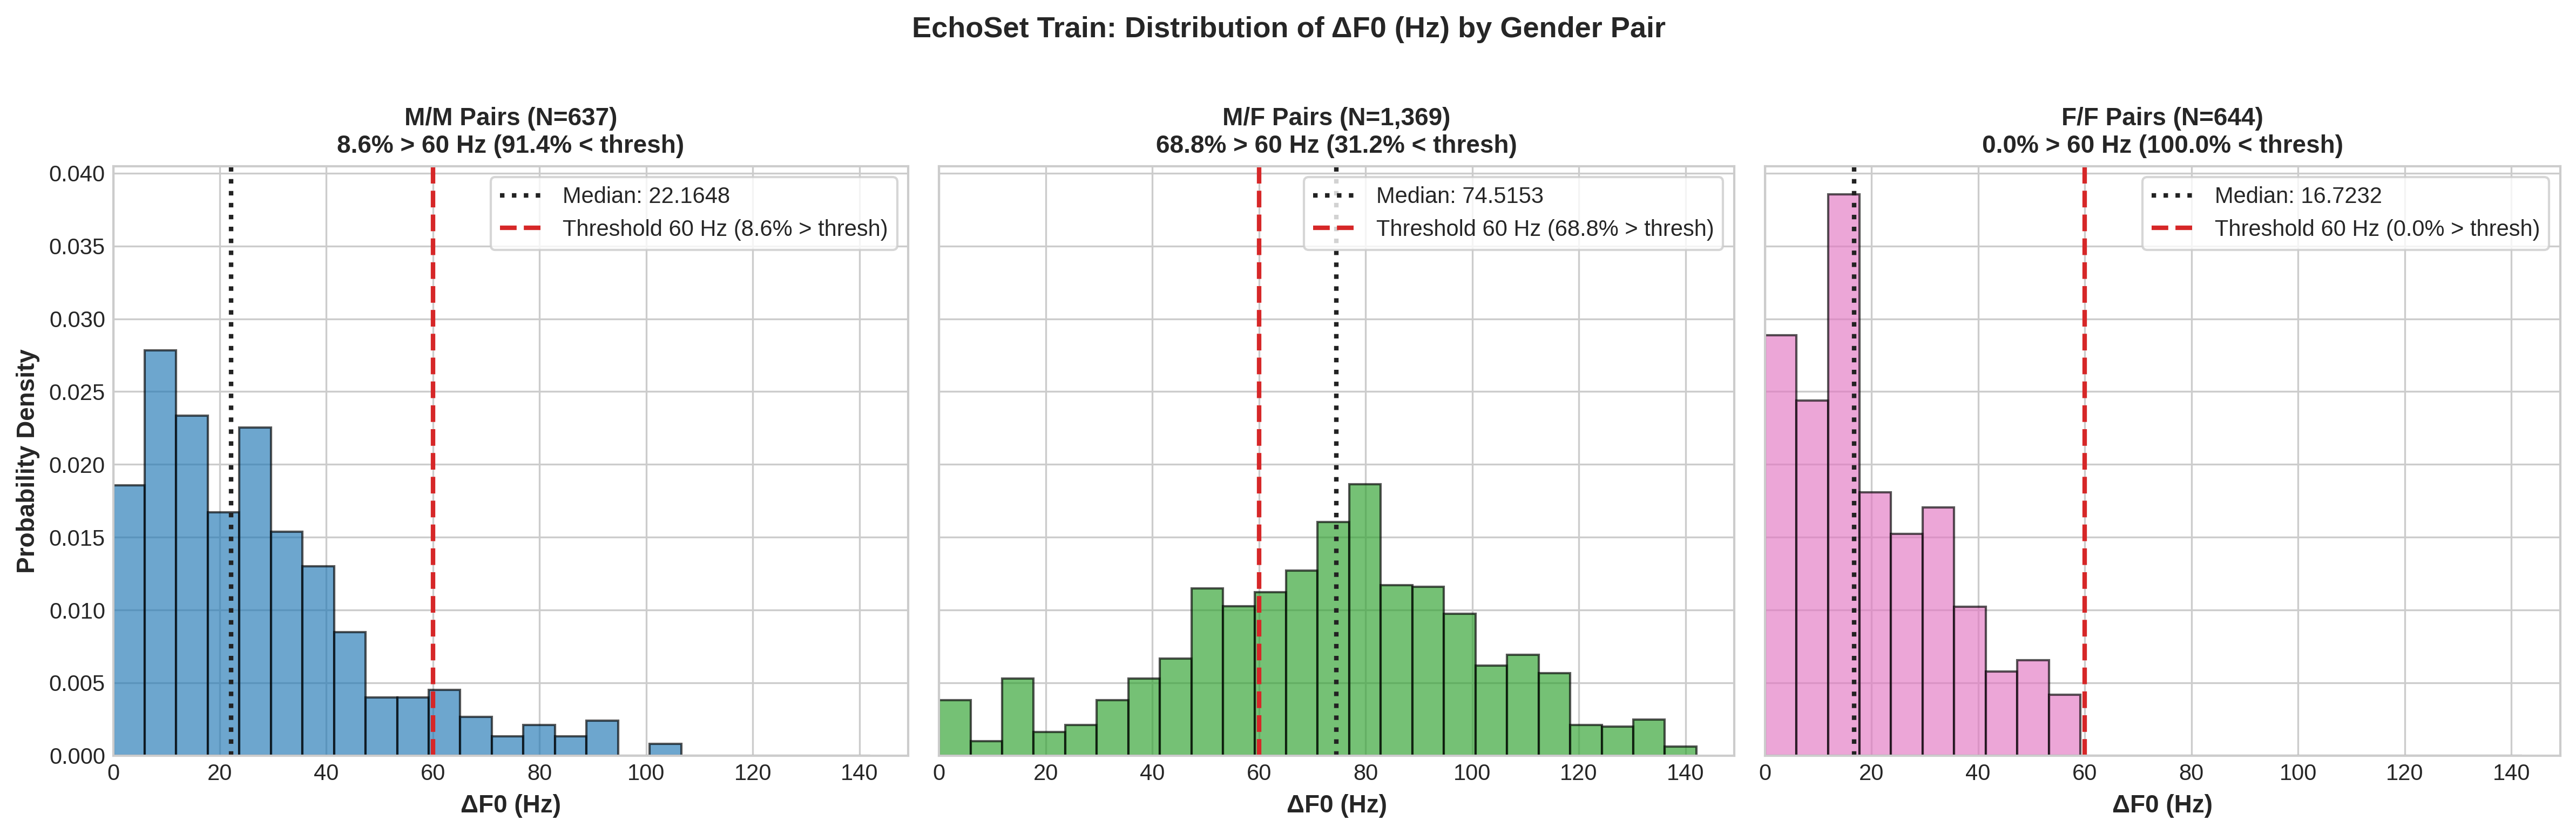 EchoSet Train: Distribution of ΔF0 (Hz) by Gender Pair
M/M Pairs (N=637)
8.6% > 60 Hz (91.4% < thresh)
Median: 22.1648
Threshold 60 Hz (8.6% > thresh)
0.040
0.035
0.030
0.025
0.020
0.015
0.010
0.005
0.000
Probability Density
0 20 40 60 80 100 120 140
ΔF0 (Hz)
M/F Pairs (N=1,369)
68.8% > 60 Hz (31.2% < thresh)
Median: 74.5153
Threshold 60 Hz (68.8% > thresh)
0 20 40 60 80 100 120 140
ΔF0 (Hz)
F/F Pairs (N=644)
0.0% > 60 Hz (100.0% < thresh)
Median: 16.7232
Threshold 60 Hz (0.0% > thresh)
0 20 40 60 80 100 120 140
ΔF0 (Hz)